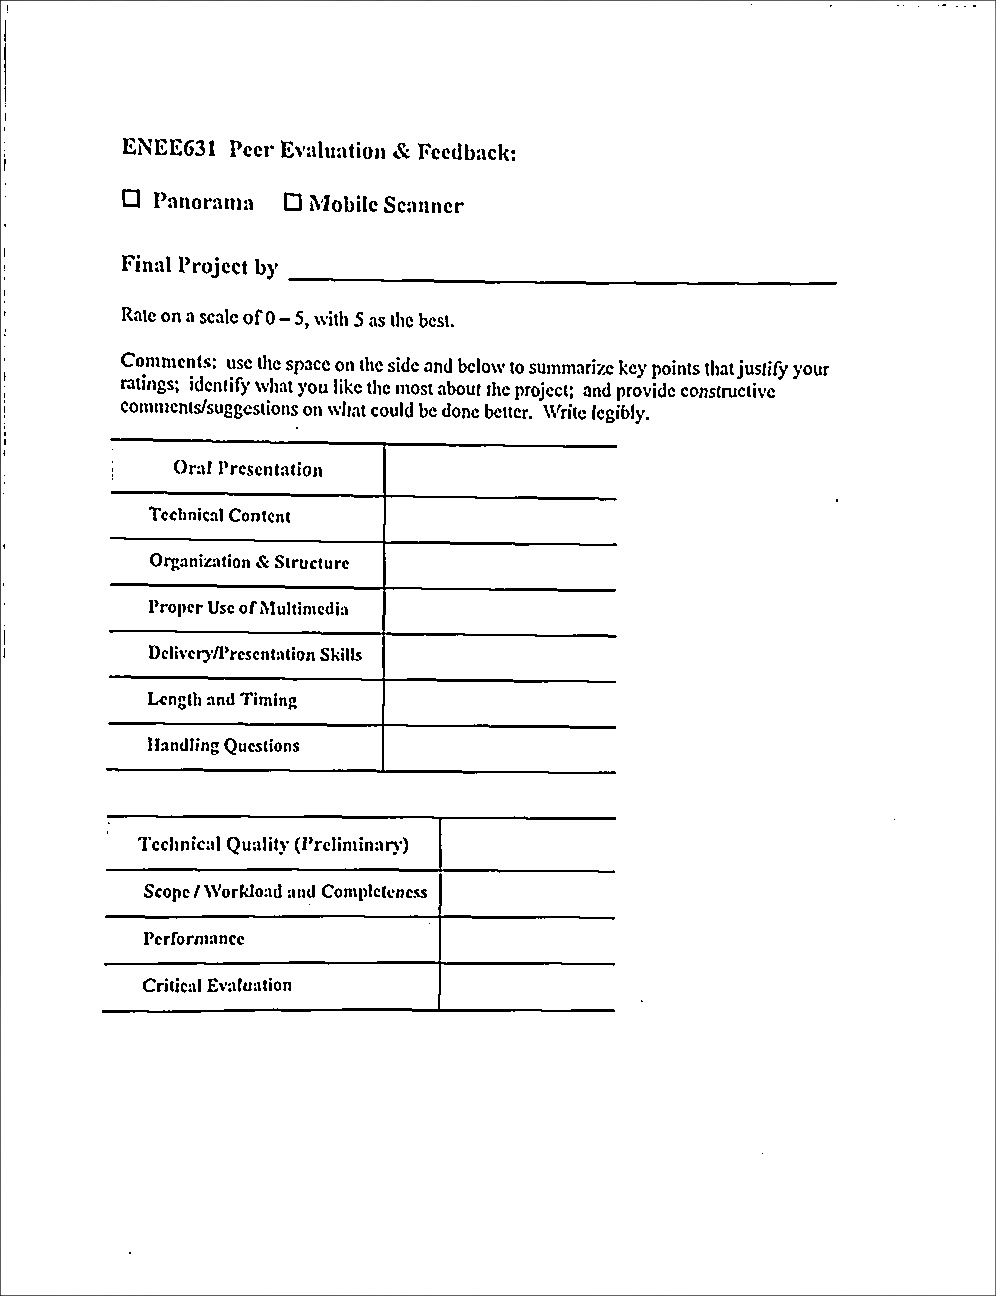 ENEE631 Peer Evaluation & Feedback:
☐ Panorama ☐ Mobile Scanner
Final Project by
Rate on a scale of 0 – 5, with 5 as the best.
Comments: use the space on the side and below to summarize key points that justify your
ratings; identify what you like the most about the project; and provide constructive
comments/suggestions on what could be done better. Write legibly.
Oral Presentation
Technical Content
Organization & Structure
Proper Use of Multimedia
Delivery/Presentation Skills
Length and Timing
Handling Questions
Technical Quality (Preliminary)
Scope / Workload and Completeness
Performance
Critical Evaluation